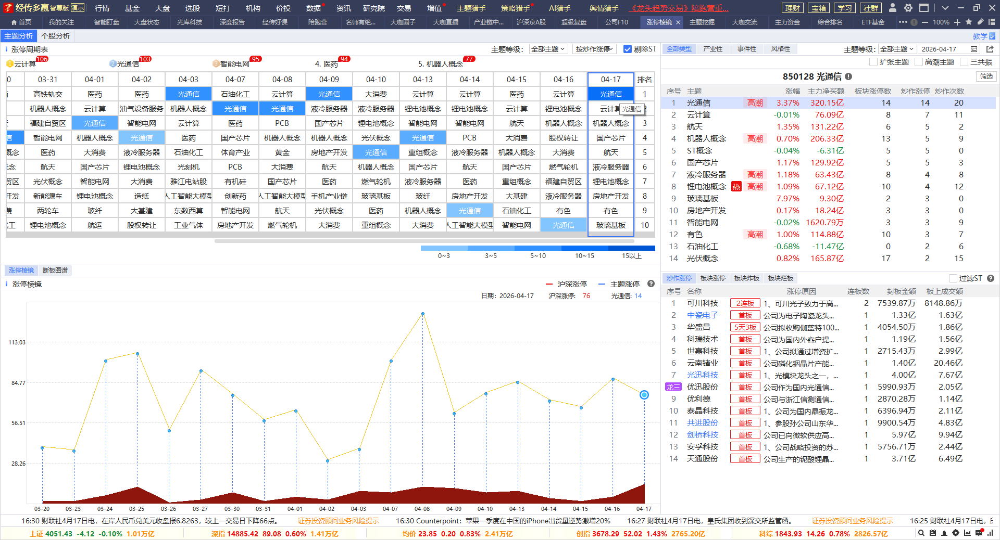 经传多赢 智尊版 演示 行情 基金 大盘 选股 短打 机构 价投 数据 资讯 研究院 交易 增值 主题猎手 策略猎手 AI猎手 舆情猎手 《龙头趋势交易》陪跑营重... 理财 宝箱 学习 社群
首页 我的关注 智能盯盘 大盘状态 光库科技 深度报告 经传好课 陪跑营 名师有绝... 大咖圈子 大咖直播 产业链中... 沪深京A股 超级复盘 公司F10 涨停棱镜 × 主题挖掘 大咖交流 主力资金 综合排名 ETF基金 ••• 100%
主题分析 个股分析 教学
涨停周期表 主题等级： 全部主题 按炒作涨停 剔除ST
1 云计算 106 2 光通信 103 3 智能电网 95 4. 医药 94 5. 机器人概念 77
0 03-31 04-01 04-02 04-03 04-07 04-08 04-09 04-10 04-13 04-14 04-15 04-16 04-17 排名
高铁轨交 医药 医药 光通信 石油化工 云计算 光通信 大消费 云计算 云计算 医药 云计算 光通信 1
机器人概念 云计算 油气设备服务 机器人概念 光通信 光通信 液冷服务器 液冷服务器 锂电池概念 锂电池概念 云计算 锂电池概念 云计算 光通信 2
福建自贸区 光通信 智能电网 云计算 医药 PCB 国产芯片 锂电池概念 智能电网 智能电网 航天 机器人概念 机器人概念 3
信 智能电网 机器人概念 光通信 医药 国产芯片 机器人概念 机器人概念 光伏概念 光通信 PCB 大消费 股权转让 国产芯片 4
概念 医药 大消费 液冷服务器 石油化工 体育产业 黄金 房地产开发 光通信 重组概念 液冷服务器 机器人概念 大消费 航天 5
念 航天 国产芯片 锂电池概念 光刻机 PCB 大消费 航天 机器人概念 国产芯片 航天 国产芯片 燃气轮机 液冷服务器 6
贸区 光伏概念 智能电网 大消费 雅江电站股 有机硅 国产芯片 医药 燃气轮机 液冷服务器 医药 重组概念 福建自贸区 锂电池概念 7
开发 新能源车 锂电池概念 造纸 人工智能大模型 创新药 人工智能大模型 手机产业链 玻璃基板 玻纤 房地产开发 大基建 液冷服务器 房地产开发 8
费 两轮车 玻纤 大基建 东数西算 智能电网 航天 光伏概念 医药 机器人概念 光通信 石油化工 有色 有色 9
工 锂电池概念 航运 股权转让 工业气体 房地产开发 燃气轮机 大消费 重组概念 大消费 人工智能大模型 智能电网 光通信 玻璃基板 10
0~3 3~5 5~10 10~15 15以上
涨停棱镜 断板图谱
涨停棱镜 沪深涨停 主题涨停
日期：2026-04-17 沪深涨停: 76 光通信: 14
113.03
84.77
56.51
28.26
03-20 03-23 03-24 03-25 03-26 03-27 03-30 03-31 04-01 04-02 04-03 04-07 04-08 04-09 04-10 04-13 04-14 04-15 04-16 04-17
全部类型 产业性 事件性 风格性 主题等级： 全部主题 2026-04-17
扩张主题 高潮主题 三共振
850128 光通信 筛选
序号 主题 涨幅 主力净买额 板块涨停数 炒作涨停 炒作次数
1 光通信 高潮 3.37% 320.15亿 14 14 20
2 云计算 -0.01% 76.09亿 8 7 11
3 航天 1.35% 131.22亿 6 5 2
4 机器人概念 高潮 0.70% 206.33亿 13 5 9
5 ST概念 -0.04% -6.31亿 5 5 0
6 国产芯片 1.17% 129.92亿 5 5 3
7 液冷服务器 高潮 1.18% 63.43亿 8 4 8
8 锂电池概念 热 高潮 1.09% 67.12亿 10 4 12
9 玻璃基板 7.97% 9.30亿 2 3 0
10 房地产开发 0.17% 18.24亿 3 3 0
11 智能电网 -0.02% 1620.79万 3 3 9
12 有色 高潮 1.00% 114.88亿 10 3 7
13 石油化工 -0.68% -11.47亿 0 2 6
14 光伏概念 0.82% 165.87亿 17 2 15
炒作涨停 板块涨停 板块炸板 板块烂板 过滤ST
序号 名称 涨停原因 连板数 封板金额 板上成交额
1 可川科技 2连板 1、可川光子致力于高... 2 7539.87万 8148.86万
2 中瓷电子 首板 公司为电子陶瓷龙头... 1 1.33亿 1.63亿
3 华盛昌 5天3板 公司拟收购伽蓝特100... 1 4054.50万 1.86亿
4 科瑞技术 首板 公司为国内外客户提... 1 1.19亿 1.56亿
5 世嘉科技 首板 1、公司拟通过增资扩... 1 2715.43万 2.99亿
6 云南锗业 首板 公司磷化铟晶片产能... 1 1.40亿 20.46亿
7 光迅科技 首板 1、光模块龙头之一，... 1 4.00亿 7.67亿
龙三 优迅股份 首板 公司作为国内光通信... 1 5990.93万 2.05亿
9 优利德 首板 公司与浙江信测通信... 1 2870.28万 1.14亿
10 泰晶科技 首板 1、公司为国内晶振龙... 1 6396.94万 2.11亿
11 共进股份 首板 1、参股孙公司山东华... 1 9900.54万 4.83亿
12 剑桥科技 首板 公司已向微软供应高... 1 5.97亿 9.94亿
13 安孚科技 首板 1、公司战略投资的苏... 1 5756.71万 2.44亿
14 天通股份 首板 公司生产的铌酸锂晶... 1 3.71亿 6.49亿
16:30 财联社4月17日电，在岸人民币兑美元收盘报6.8263，较上一交易日下降66点。 证券投资顾问业务风险提示 16:30 Counterpoint：苹果一季度在中国的iPhone出货量逆势激增20% 16:27 财联社4月17日电，皇氏集团收到深交所监管函。 证券投资顾问业务风险提示 16:25 财联社4月17日电，
上证 4051.43 -4.12 -0.10% 1.01万亿 深指 14885.42 89.08 0.60% 1.41万亿 均价 23.85 0.20 0.83% 2.41万亿 创指 3678.29 52.02 1.43% 2765.20亿 科综 1843.93 14.26 0.78% 2826.57亿